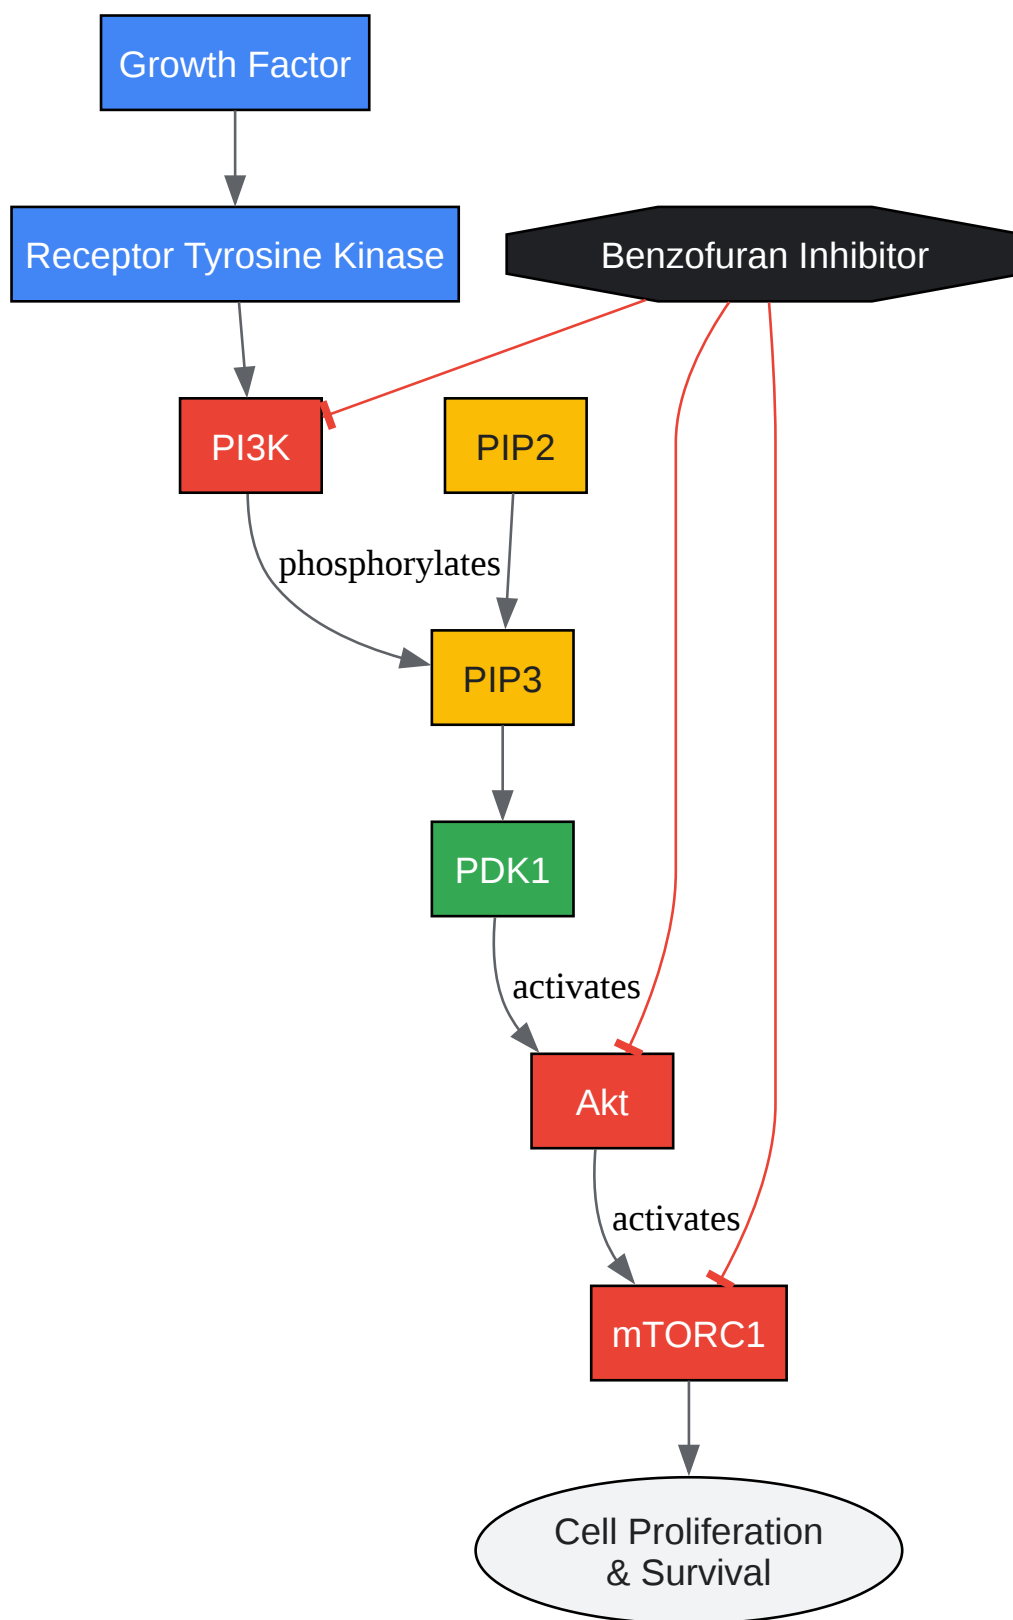 Growth Factor
Receptor Tyrosine Kinase
Benzofuran Inhibitor
PI3K
PIP2
phosphorylates
PIP3
PDK1
activates
Akt
activates
mTORC1
Cell Proliferation
& Survival